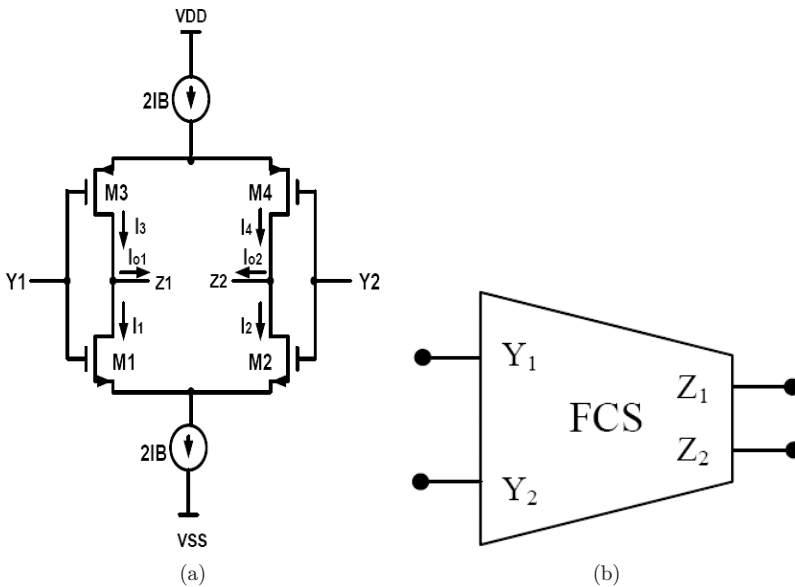 VDD
2IB
M3 M4
I3 I4
Io1 Io2
Y1 Z1 Z2 Y2
I1 I2
M1 M2
2IB
VSS
(a)
Y1 Z1
FCS
Y2 Z2
(b)